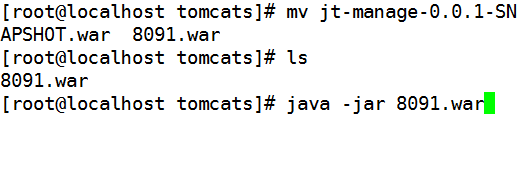 [root@localhost tomcats]# mv jt-manage-0.0.1-SN
APSHOT.war  8091.war
[root@localhost tomcats]# ls
8091.war
[root@localhost tomcats]# java -jar 8091.war